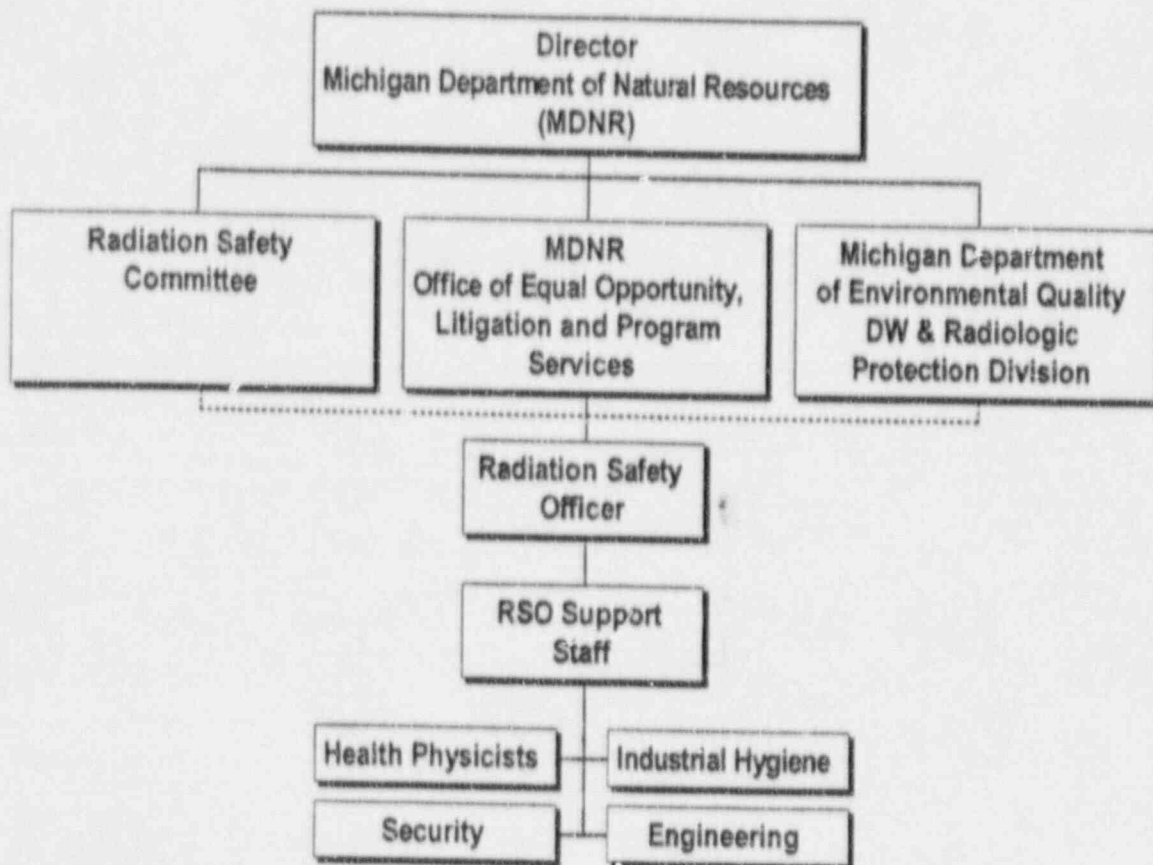 Director
Michigan Department of Natural Resources
(MDNR)
Radiation Safety
Committee
MDNR
Office of Equal Opportunity,
Litigation and Program
Services
Michigan Department
of Environmental Quality
DW & Radiologic
Protection Division
Radiation Safety
Officer
RSO Support
Staff
Health Physicists
Industrial Hygiene
Security
Engineering